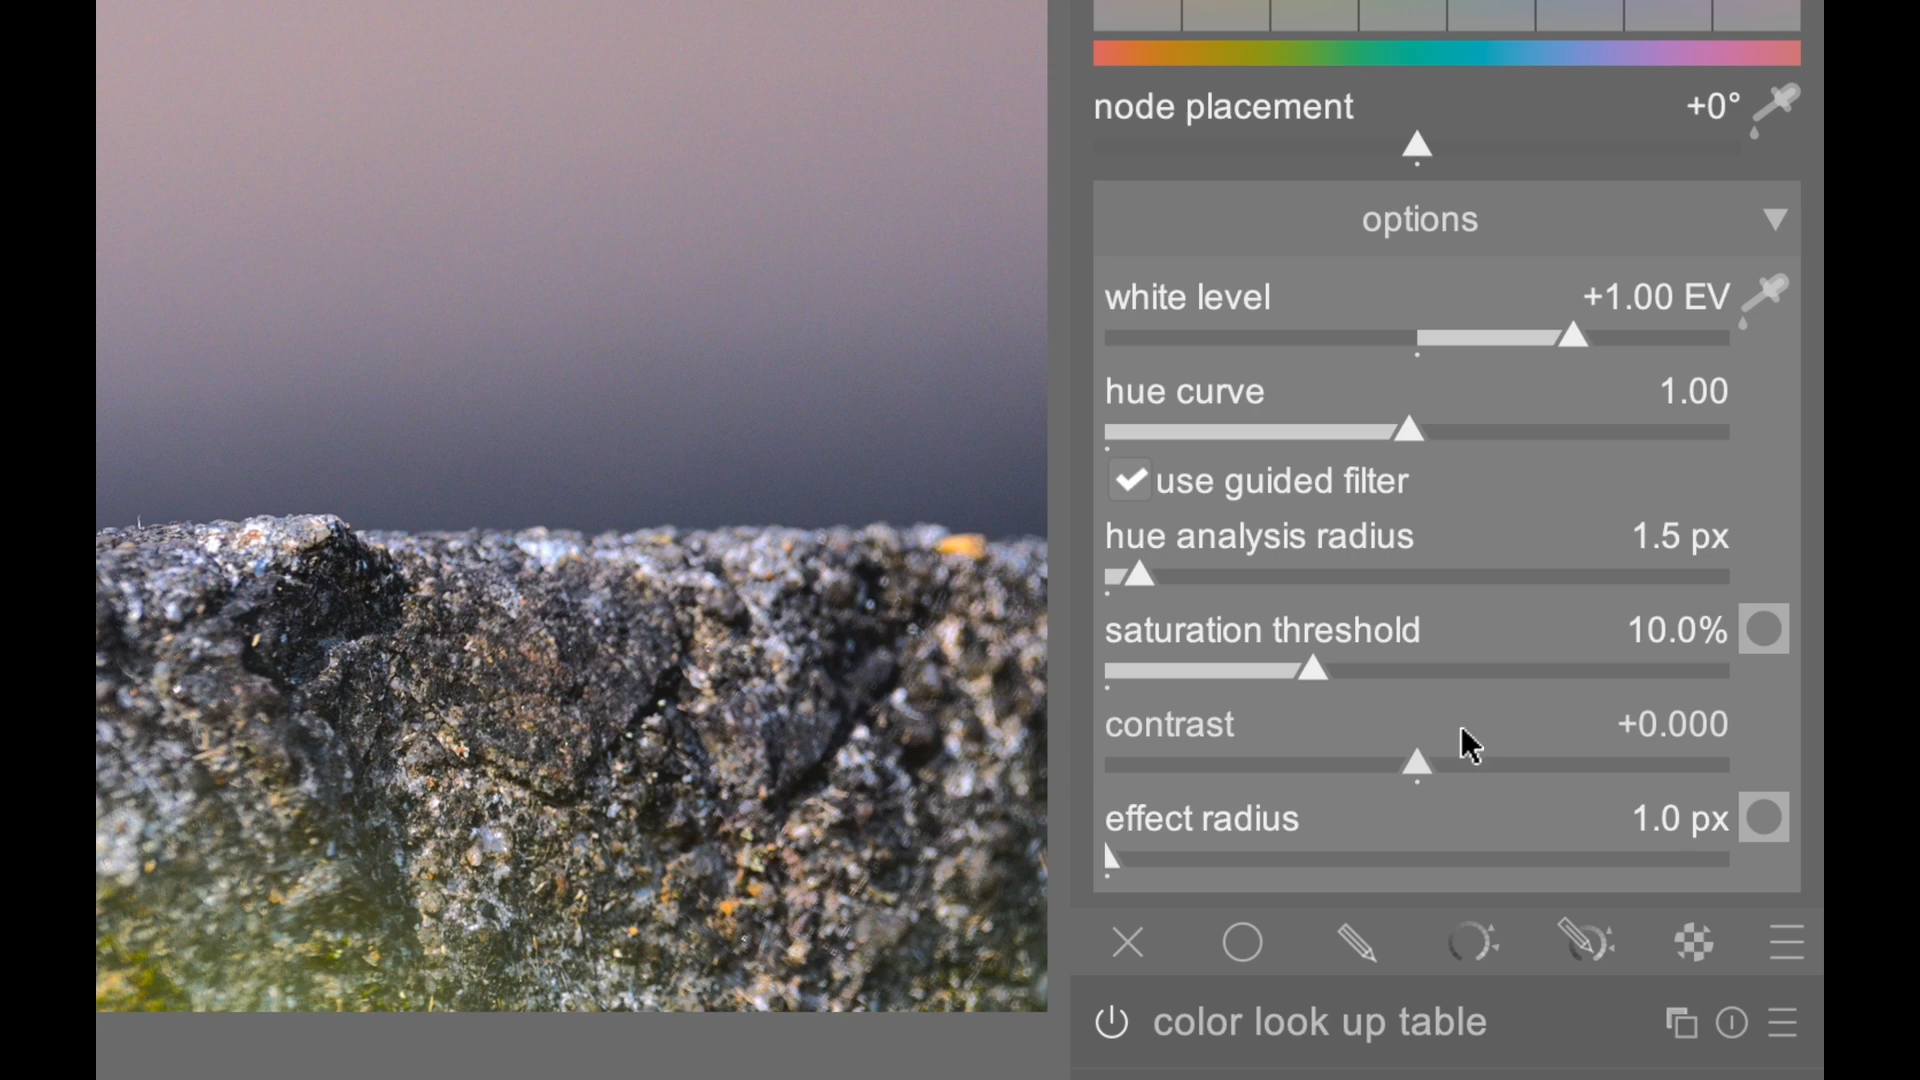 node placement +0°
options
white level +1.00 EV
hue curve 1.00
use guided filter
hue analysis radius 1.5 px
saturation threshold 10.0%
contrast +0.000
effect radius 1.0 px
color look up table